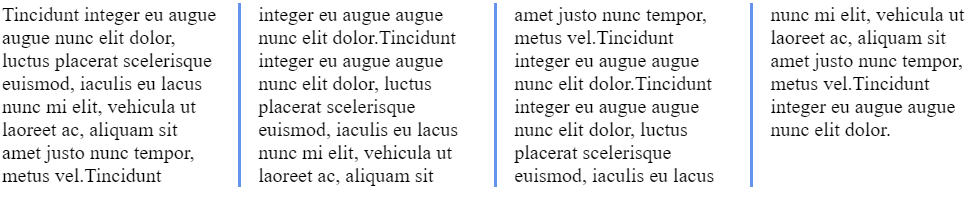 Tincidunt integer eu augue
augue nunc elit dolor,
luctus placerat scelerisque
euismod, iaculis eu lacus
nunc mi elit, vehicula ut
laoreet ac, aliquam sit
amet justo nunc tempor,
metus vel.Tincidunt
integer eu augue augue
nunc elit dolor.Tincidunt
integer eu augue augue
nunc elit dolor, luctus
placerat scelerisque
euismod, iaculis eu lacus
nunc mi elit, vehicula ut
laoreet ac, aliquam sit
amet justo nunc tempor,
metus vel.Tincidunt
integer eu augue augue
nunc elit dolor.Tincidunt
integer eu augue augue
nunc elit dolor, luctus
placerat scelerisque
euismod, iaculis eu lacus
nunc mi elit, vehicula ut
laoreet ac, aliquam sit
amet justo nunc tempor,
metus vel.Tincidunt
integer eu augue augue
nunc elit dolor.